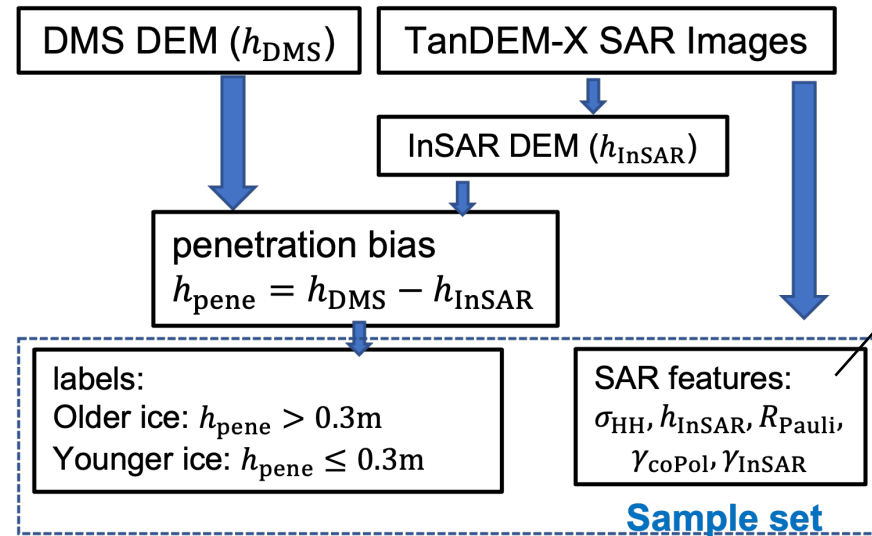 DMS DEM (h_DMS)
TanDEM-X SAR Images
InSAR DEM (h_InSAR)
penetration bias
h_pene = h_DMS − h_InSAR
labels:
Older ice: h_pene > 0.3m
Younger ice: h_pene ≤ 0.3m
SAR features:
σ_HH, h_InSAR, R_Pauli,
γ_coPol, γ_InSAR
Sample set